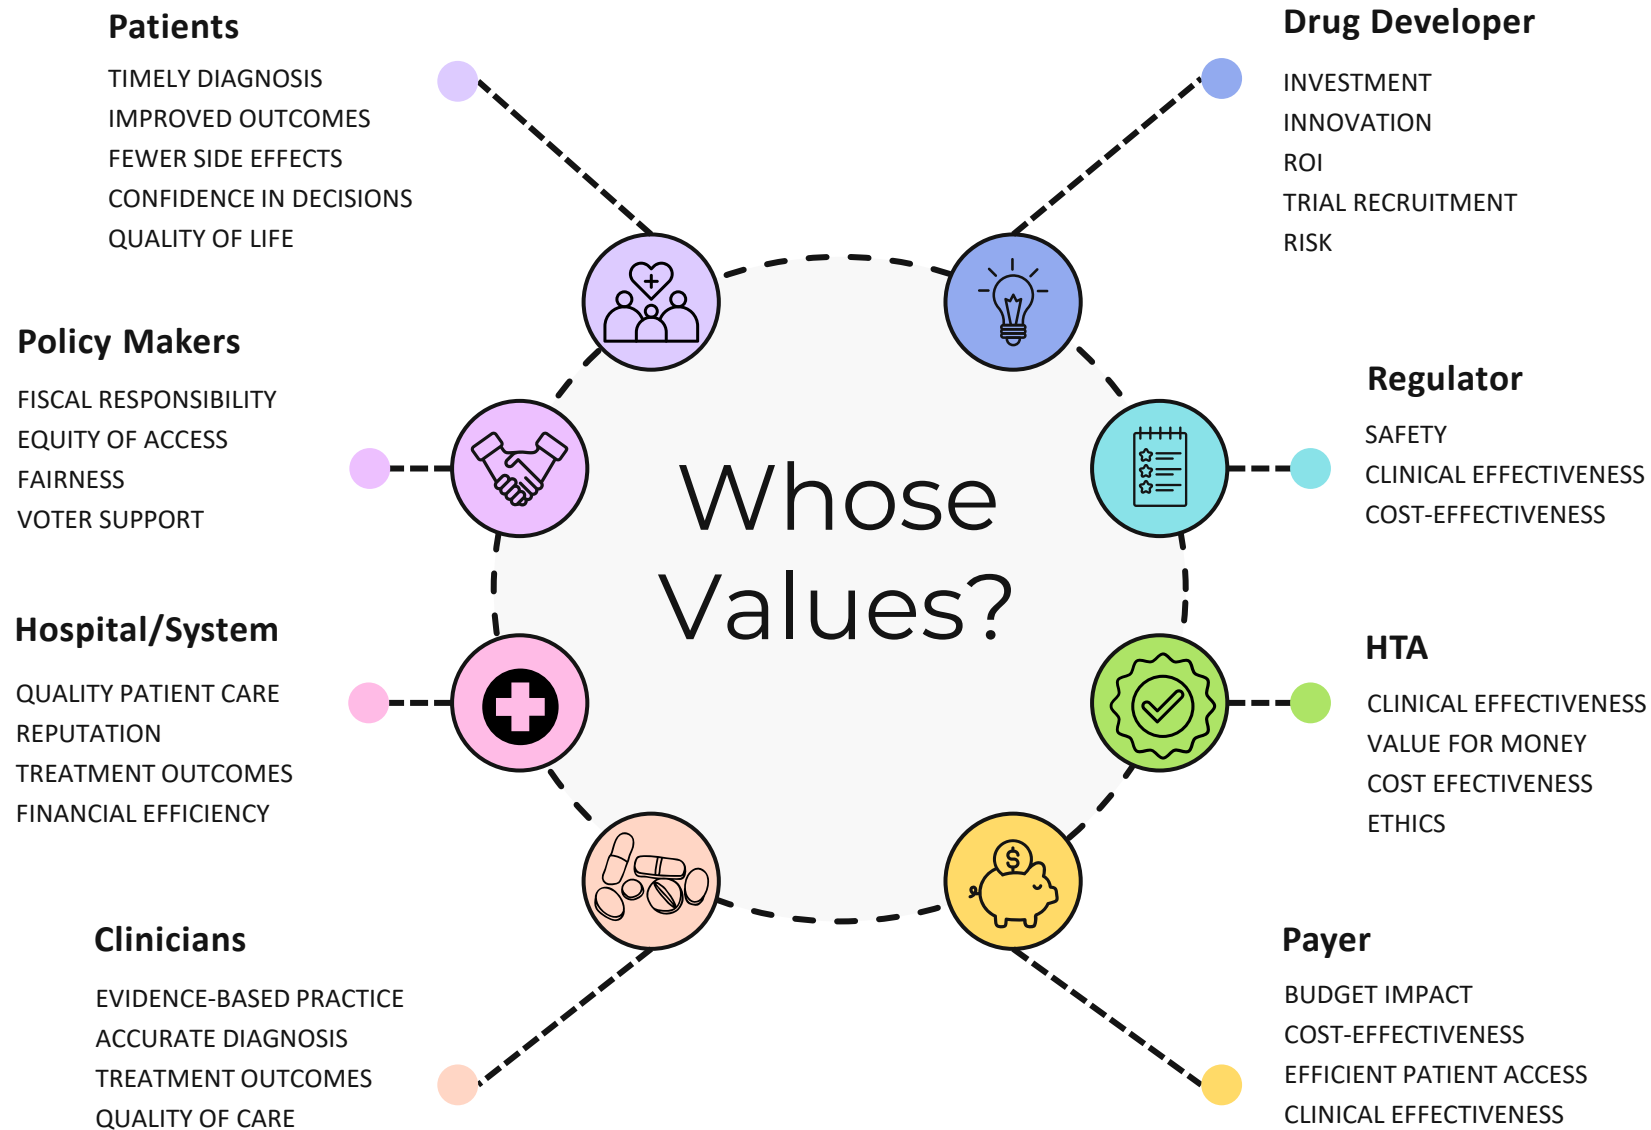 Patients
TIMELY DIAGNOSIS
IMPROVED OUTCOMES
FEWER SIDE EFFECTS
CONFIDENCE IN DECISIONS
QUALITY OF LIFE
Drug Developer
INVESTMENT
INNOVATION
ROI
TRIAL RECRUITMENT
RISK
Policy Makers
FISCAL RESPONSIBILITY
EQUITY OF ACCESS
FAIRNESS
VOTER SUPPORT
Regulator
SAFETY
CLINICAL EFFECTIVENESS
COST-EFFECTIVENESS
Whose
Values?
Hospital/System
QUALITY PATIENT CARE
REPUTATION
TREATMENT OUTCOMES
FINANCIAL EFFICIENCY
HTA
CLINICAL EFFECTIVENESS
VALUE FOR MONEY
COST EFECTIVENESS
ETHICS
$
Clinicians
EVIDENCE-BASED PRACTICE
ACCURATE DIAGNOSIS
TREATMENT OUTCOMES
QUALITY OF CARE
Payer
BUDGET IMPACT
COST-EFFECTIVENESS
EFFICIENT PATIENT ACCESS
CLINICAL EFFECTIVENESS